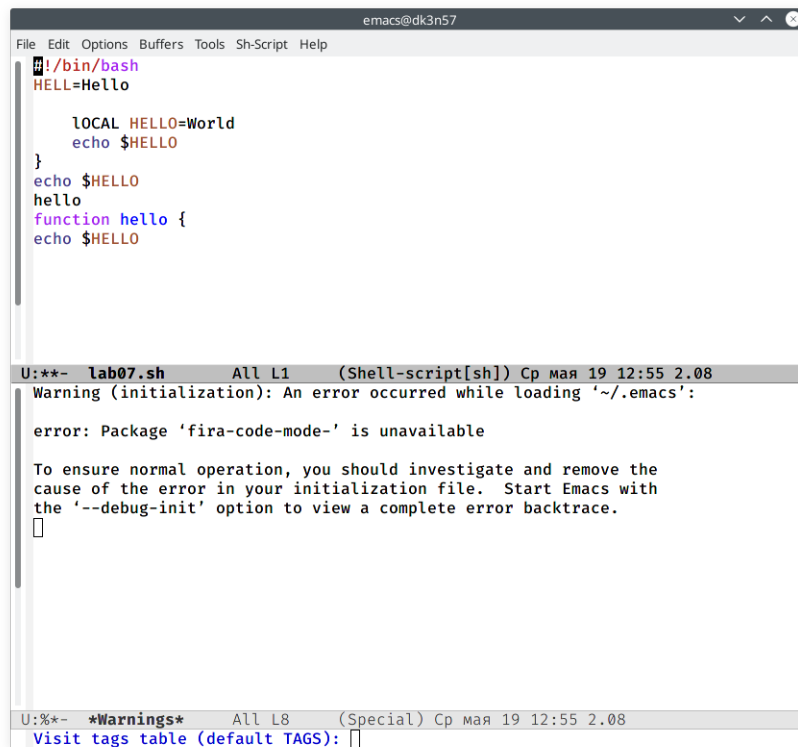 emacs@dk3n57
File Edit Options Buffers Tools Sh-Script Help
#!/bin/bash
HELL=Hello
lOCAL HELLO=World
echo $HELLO
}
echo $HELLO
hello
function hello {
echo $HELLO
U:**- lab07.sh All L1 (Shell-script[sh]) Ср мая 19 12:55 2.08
Warning (initialization): An error occurred while loading ‘~/.emacs’:
error: Package ‘fira-code-mode-’ is unavailable
To ensure normal operation, you should investigate and remove the
cause of the error in your initialization file. Start Emacs with
the ‘--debug-init’ option to view a complete error backtrace.
U:%*- *Warnings* All L8 (Special) Ср мая 19 12:55 2.08
Visit tags table (default TAGS):